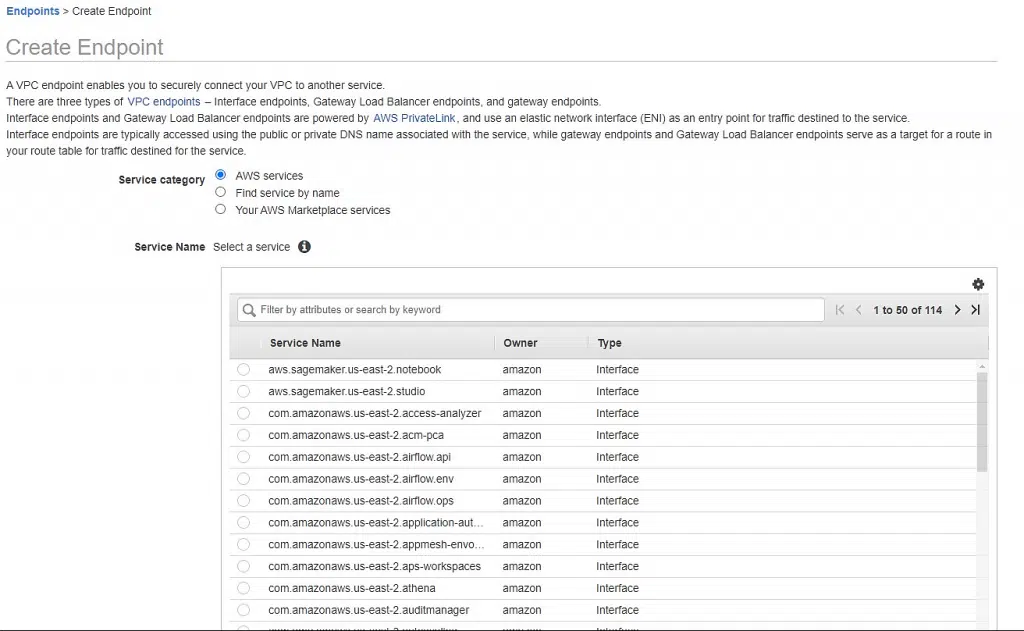 Endpoints > Create Endpoint
Create Endpoint
A VPC endpoint enables you to securely connect your VPC to another service.
There are three types of VPC endpoints – Interface endpoints, Gateway Load Balancer endpoints, and gateway endpoints.
Interface endpoints and Gateway Load Balancer endpoints are powered by AWS PrivateLink, and use an elastic network interface (ENI) as an entry point for traffic destined to the service.
Interface endpoints are typically accessed using the public or private DNS name associated with the service, while gateway endpoints and Gateway Load Balancer endpoints serve as a target for a route in
your route table for traffic destined for the service.
Service category AWS services
Find service by name
Your AWS Marketplace services
Service Name Select a service
Filter by attributes or search by keyword 1 to 50 of 114
Service Name Owner Type
aws.sagemaker.us-east-2.notebook amazon Interface
aws.sagemaker.us-east-2.studio amazon Interface
com.amazonaws.us-east-2.access-analyzer amazon Interface
com.amazonaws.us-east-2.acm-pca amazon Interface
com.amazonaws.us-east-2.airflow.api amazon Interface
com.amazonaws.us-east-2.airflow.env amazon Interface
com.amazonaws.us-east-2.airflow.ops amazon Interface
com.amazonaws.us-east-2.application-aut... amazon Interface
com.amazonaws.us-east-2.appmesh-envo... amazon Interface
com.amazonaws.us-east-2.aps-workspaces amazon Interface
com.amazonaws.us-east-2.athena amazon Interface
com.amazonaws.us-east-2.auditmanager amazon Interface